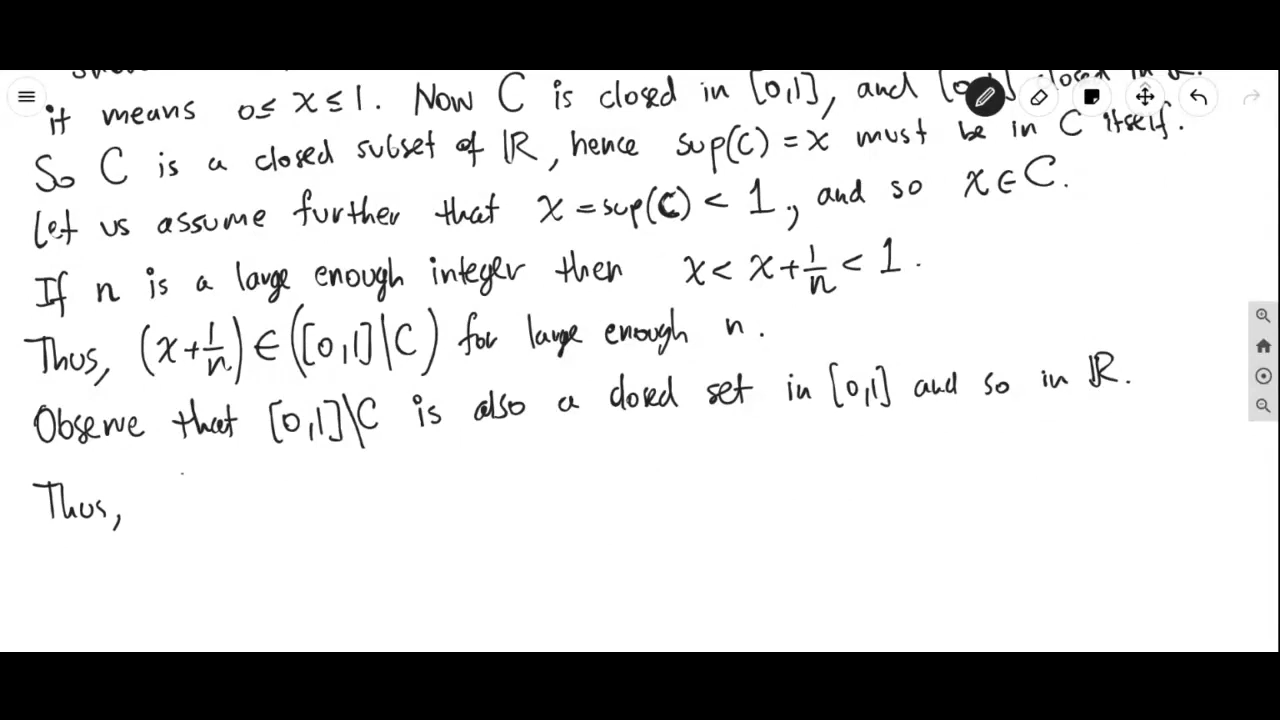 it means 0 ≤ x ≤ 1. Now C is closed in [0,1], and
So C is a closed subset of ℝ, hence sup(C) = x must be in C itself.
Let us assume further that x = sup(C) < 1, and so x ∈ C.
If n is a large enough integer then x < x + 1/n < 1.
Thus, (x + 1/n) ∈ ([0,1] \ C) for large enough n.
Observe that [0,1] \ C is also a closed set in [0,1] and so in ℝ.
Thus,